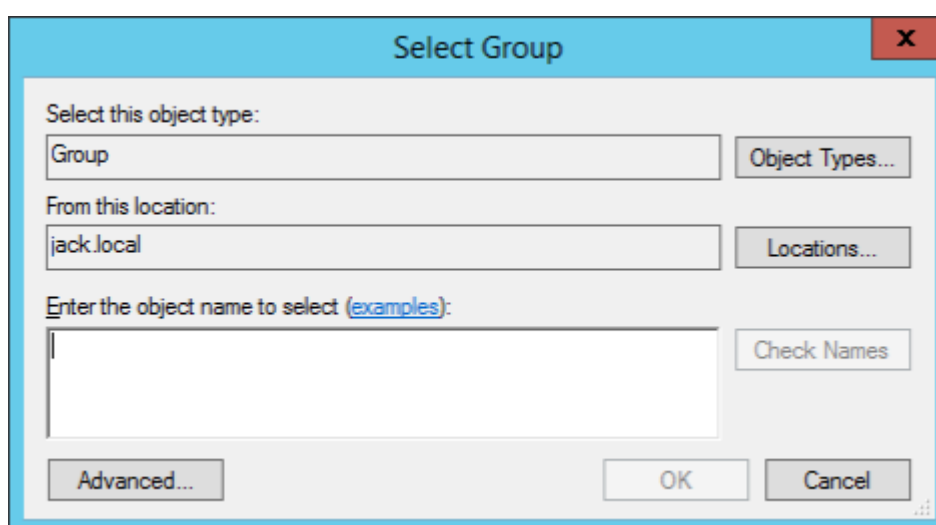 Select Group
x
Select this object type:
Group
Object Types...
From this location:
jack.local
Locations...
Enter the object name to select (examples):
Check Names
Advanced...
OK
Cancel